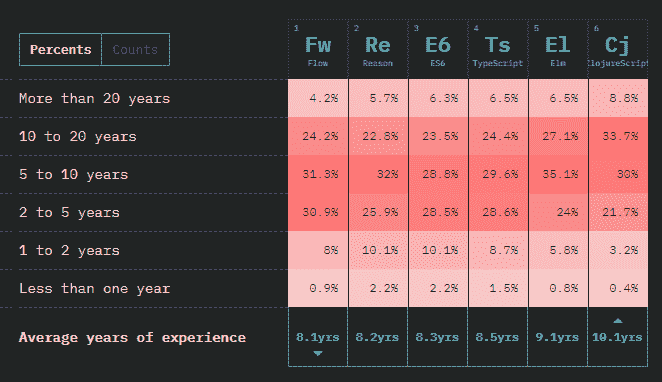 1 2 3 4 5 6
Percents Counts Fw Re E6 Ts El Cj
Flow Reason ES6 TypeScript Elm ClojureScript
More than 20 years 4.2% 5.7% 6.3% 6.5% 6.5% 8.8%
10 to 20 years 24.2% 22.8% 23.5% 24.4% 27.1% 33.7%
5 to 10 years 31.3% 32% 28.8% 29.6% 35.1% 30%
2 to 5 years 30.9% 25.9% 28.5% 28.6% 24% 21.7%
1 to 2 years 8% 10.1% 10.1% 8.7% 5.8% 3.2%
Less than one year 0.9% 2.2% 2.2% 1.5% 0.8% 0.4%
Average years of experience 8.1yrs 8.2yrs 8.3yrs 8.5yrs 9.1yrs 10.1yrs